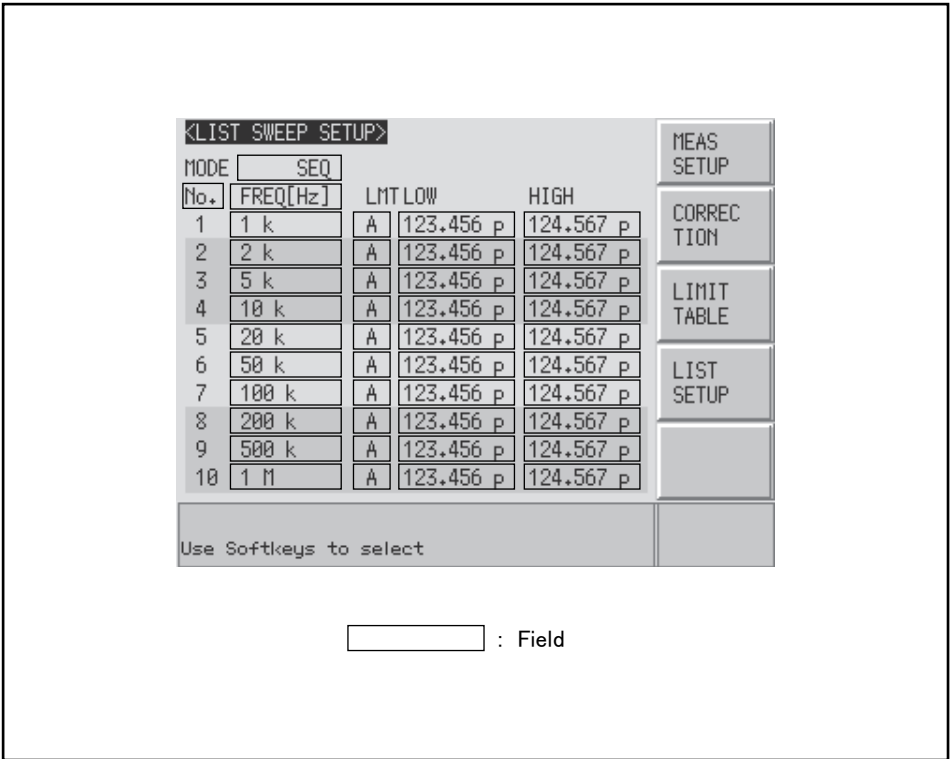 <LIST SWEEP SETUP>
MODE SEQ
No. FREQ[Hz] LMT LOW HIGH
1 1 k A 123.456 p 124.567 p
2 2 k A 123.456 p 124.567 p
3 5 k A 123.456 p 124.567 p
4 10 k A 123.456 p 124.567 p
5 20 k A 123.456 p 124.567 p
6 50 k A 123.456 p 124.567 p
7 100 k A 123.456 p 124.567 p
8 200 k A 123.456 p 124.567 p
9 500 k A 123.456 p 124.567 p
10 1 M A 123.456 p 124.567 p
MEAS
SETUP
CORREC
TION
LIMIT
TABLE
LIST
SETUP
Use Softkeys to select
: Field